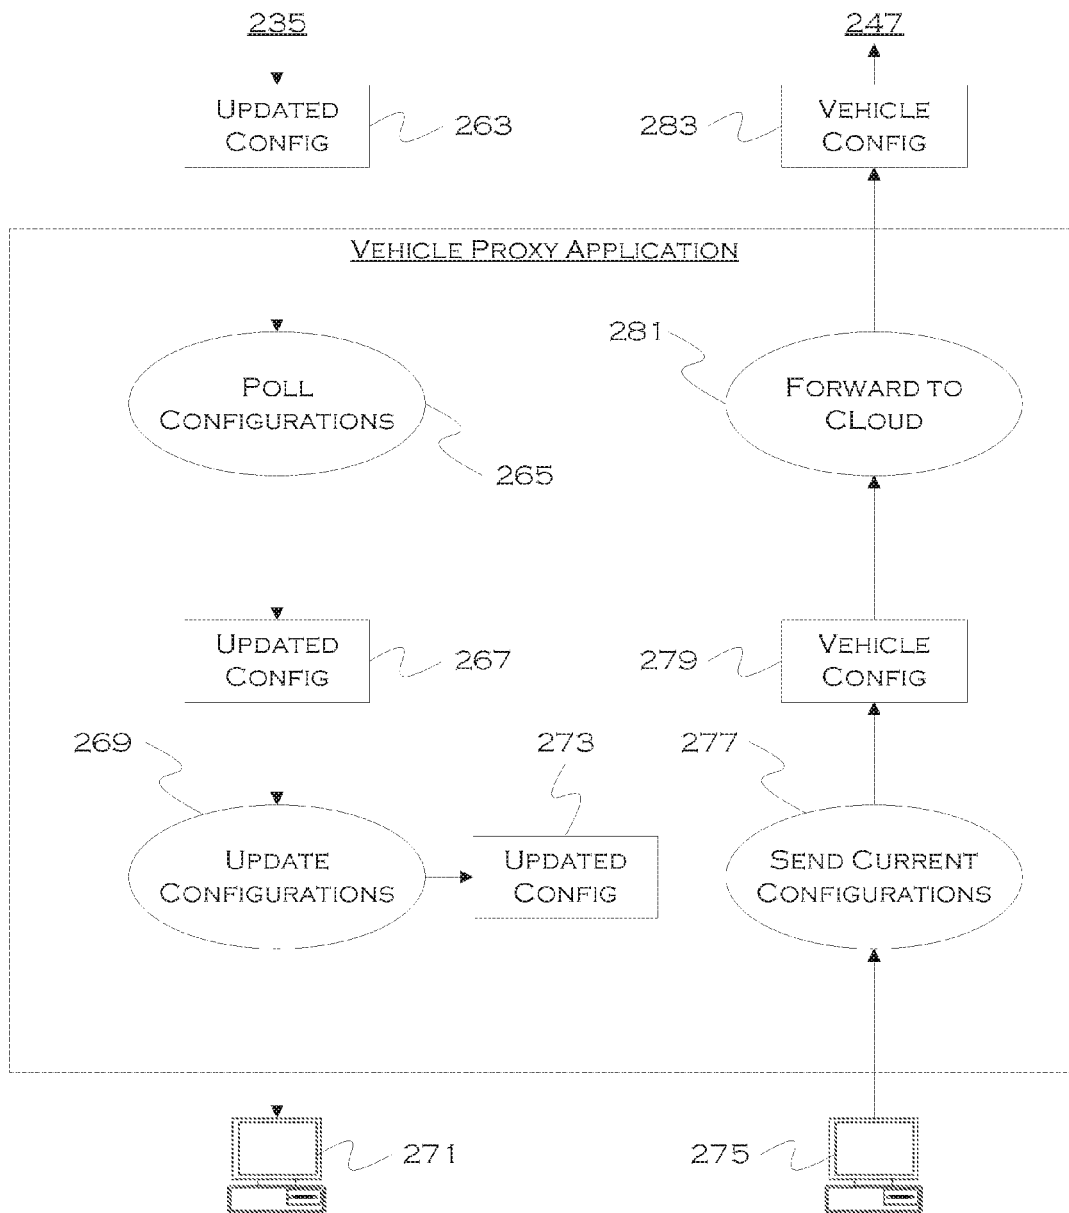 235
247
UPDATED
CONFIG
263
283
VEHICLE
CONFIG
VEHICLE PROXY APPLICATION
POLL
CONFIGURATIONS
265
281
FORWARD TO
CLOUD
UPDATED
CONFIG
267
279
VEHICLE
CONFIG
269
273
277
UPDATE
CONFIGURATIONS
UPDATED
CONFIG
SEND CURRENT
CONFIGURATIONS
271
275